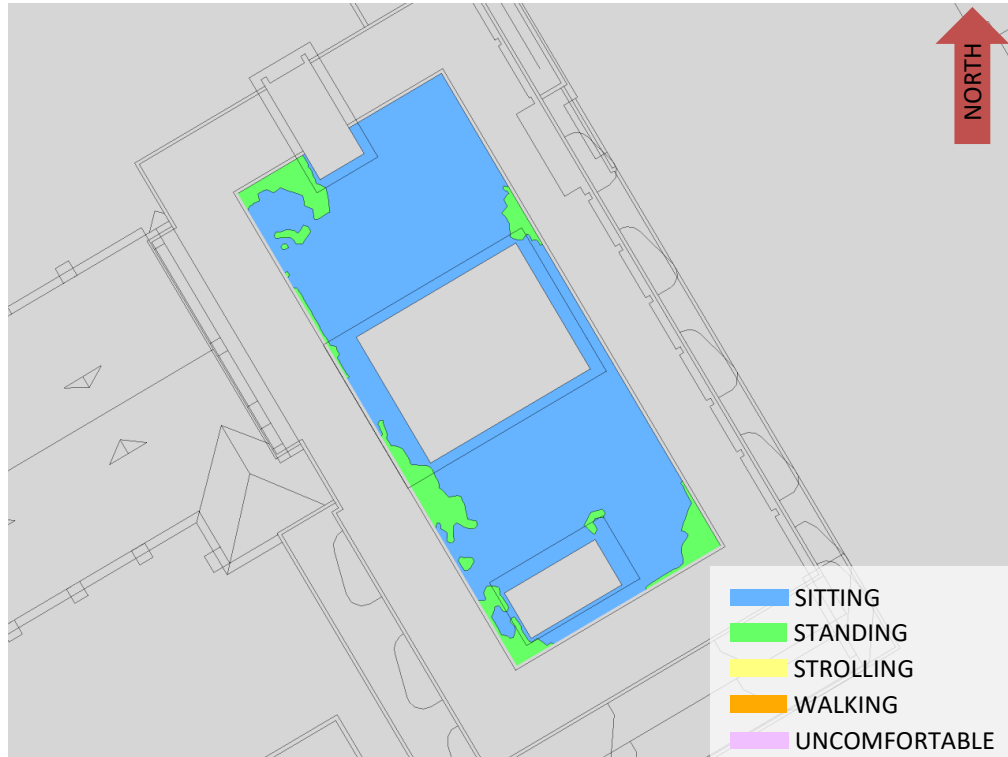 NORTH
SITTING
STANDING
STROLLING
WALKING
UNCOMFORTABLE